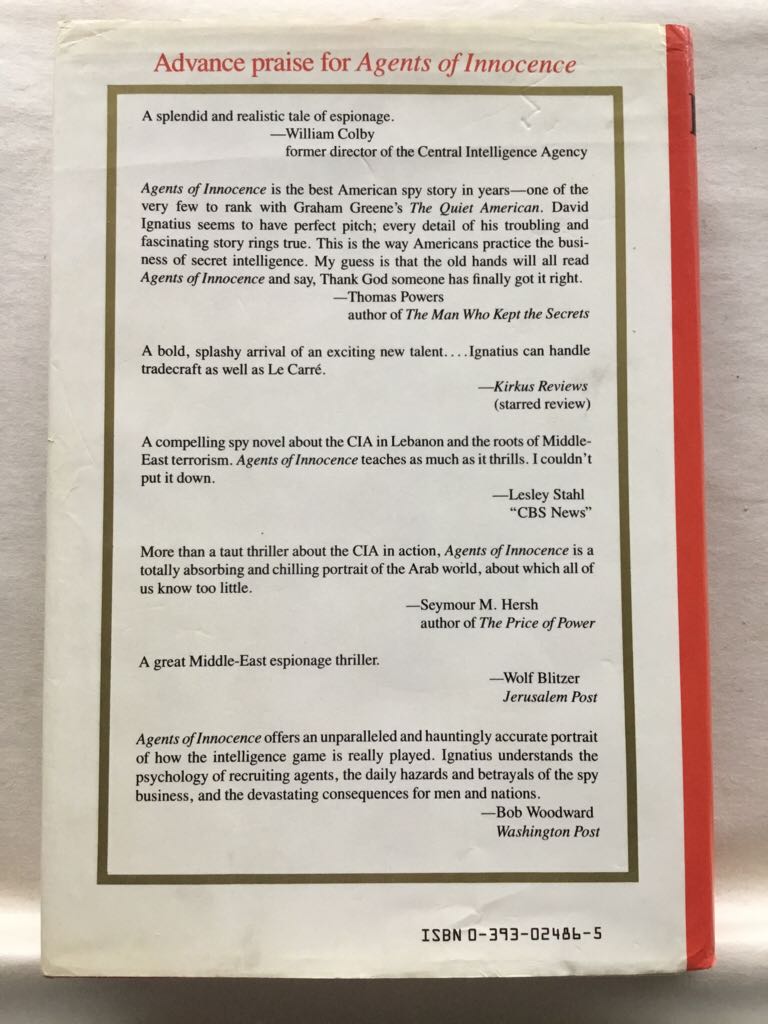 Advance praise for Agents of Innocence
A splendid and realistic tale of espionage.
—William Colby
former director of the Central Intelligence Agency
Agents of Innocence is the best American spy story in years—one of the
very few to rank with Graham Greene's The Quiet American. David
Ignatius seems to have perfect pitch; every detail of his troubling and
fascinating story rings true. This is the way Americans practice the busi-
ness of secret intelligence. My guess is that the old hands will all read
Agents of Innocence and say, Thank God someone has finally got it right.
—Thomas Powers
author of The Man Who Kept the Secrets
A bold, splashy arrival of an exciting new talent....Ignatius can handle
tradecraft as well as Le Carré.
—Kirkus Reviews
(starred review)
A compelling spy novel about the CIA in Lebanon and the roots of Middle-
East terrorism. Agents of Innocence teaches as much as it thrills. I couldn't
put it down.
—Lesley Stahl
"CBS News"
More than a taut thriller about the CIA in action, Agents of Innocence is a
totally absorbing and chilling portrait of the Arab world, about which all of
us know too little.
—Seymour M. Hersh
author of The Price of Power
A great Middle-East espionage thriller.
—Wolf Blitzer
Jerusalem Post
Agents of Innocence offers an unparalleled and hauntingly accurate portrait
of how the intelligence game is really played. Ignatius understands the
psychology of recruiting agents, the daily hazards and betrayals of the spy
business, and the devastating consequences for men and nations.
—Bob Woodward
Washington Post
ISBN 0-393-02486-5